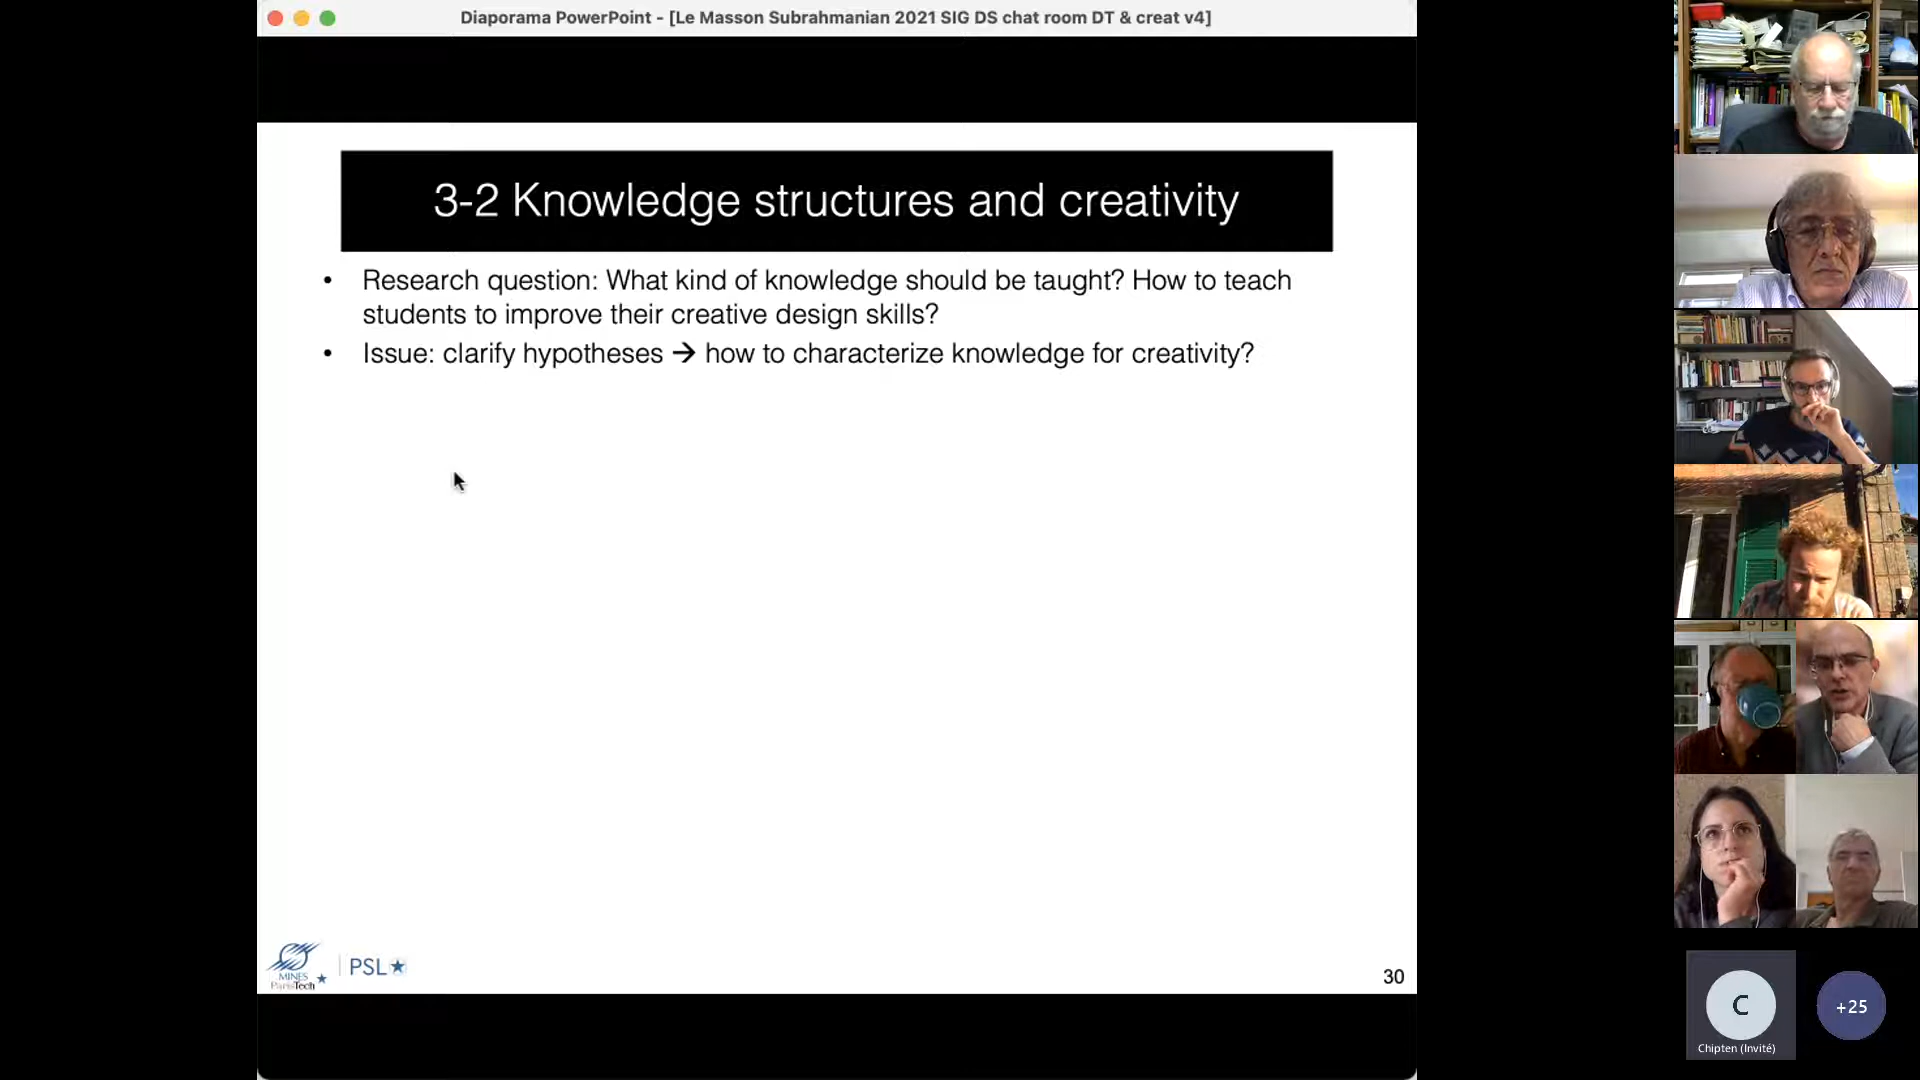 Diaporama PowerPoint - [Le Masson Subrahmanian 2021 SIG DS chat room DT & creat v4]
3-2 Knowledge structures and creativity
• Research question: What kind of knowledge should be taught? How to teach
students to improve their creative design skills?
• Issue: clarify hypotheses → how to characterize knowledge for creativity?
MINES
ParisTech
PSL★
30
C
Chipten (Invité)
+25